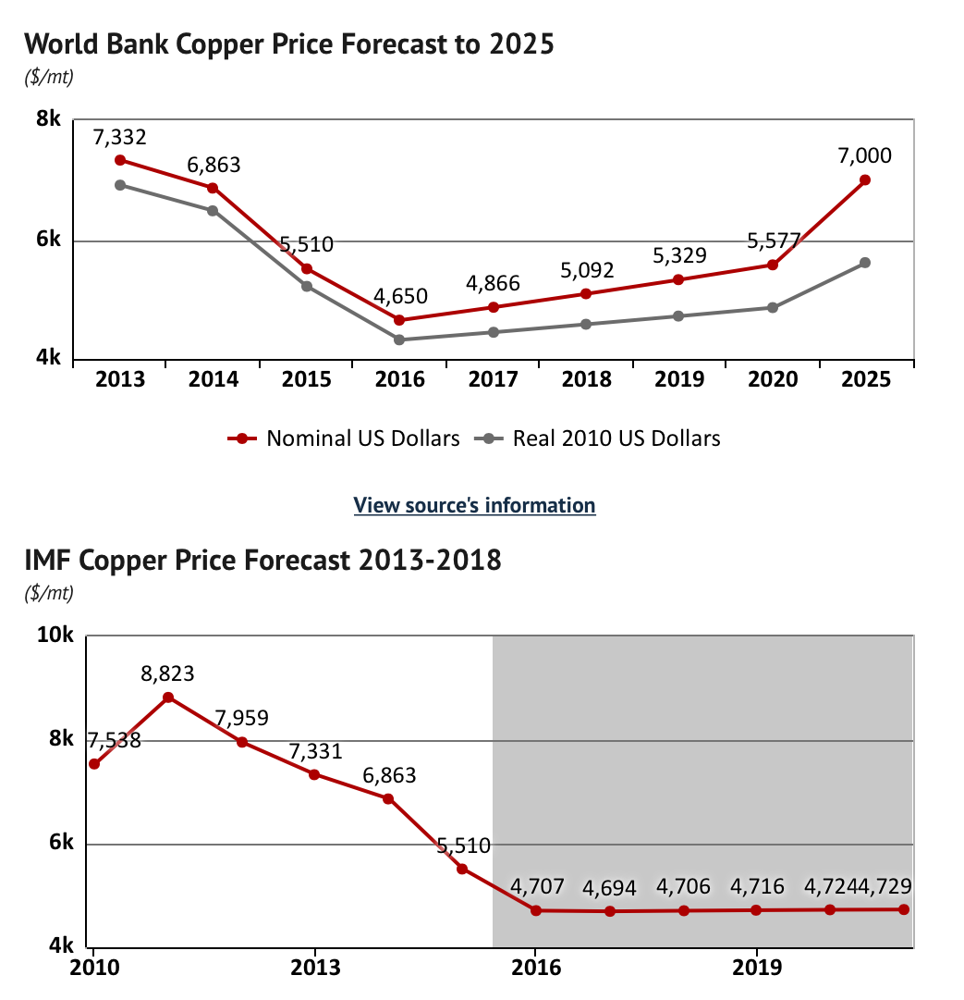 World Bank Copper Price Forecast to 2025
($/mt)
8k
7,332
6,863
7,000
6k
5,510
4,650
4,866
5,092
5,329
5,577
4k
2013 2014 2015 2016 2017 2018 2019 2020 2025
Nominal US Dollars Real 2010 US Dollars
View source's information
IMF Copper Price Forecast 2013-2018
($/mt)
10k
8,823
7,959
8k
7,538
7,331
6,863
6k
5,510
4,707 4,694 4,706 4,716 4,724 4,729
4k
2010 2013 2016 2019